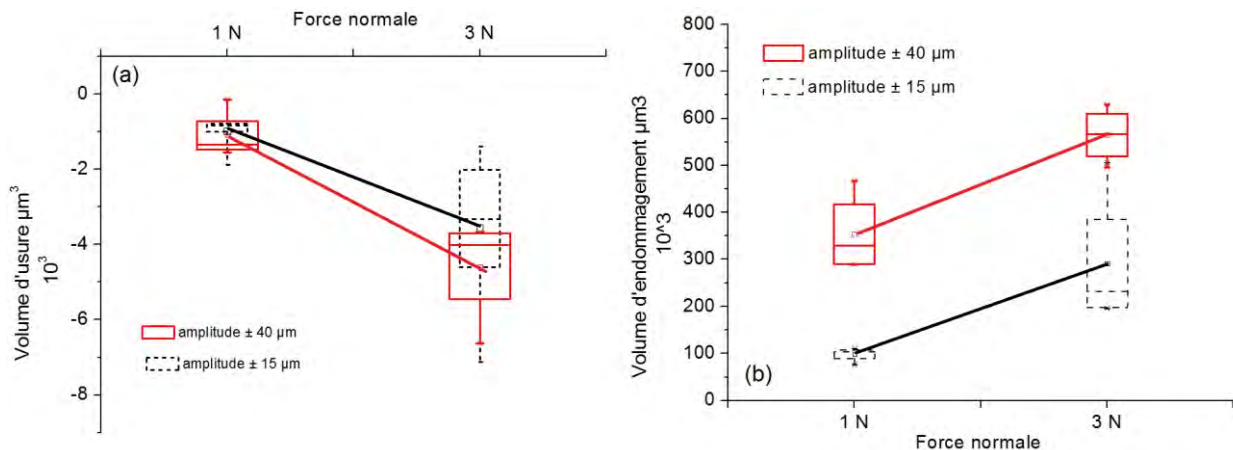 Force normale
1 N
3 N
(a)
0
-2
-4
-6
-8
Volume d'usure µm³
10³
amplitude ± 40 µm
amplitude ± 15 µm
800
700
600
500
400
300
200
100
0
Volume d'endommagement µm3
10^3
amplitude ± 40 µm
amplitude ± 15 µm
(b)
1 N
3 N
Force normale